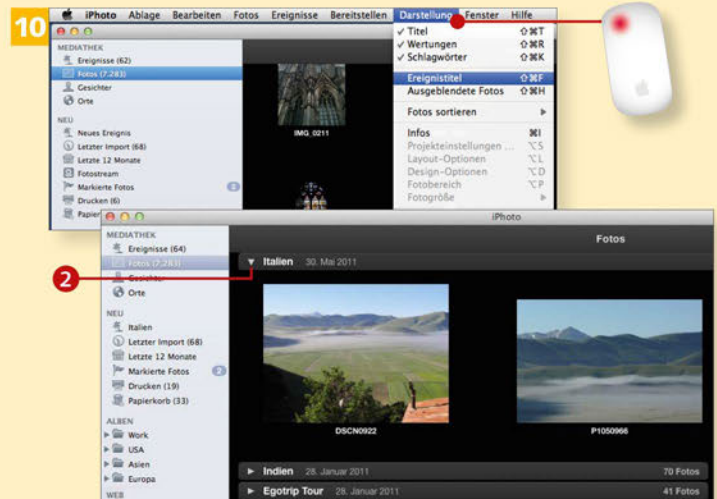 10
iPhoto Ablage Bearbeiten Fotos Ereignisse Bereitstellen Darstellung Fenster Hilfe
MEDIATHEK
Ereignisse (62)
Fotos (7.283)
Gesichter
Orte
NEU
Neues Ereignis
Letzter Import (68)
Letzte 12 Monate
Fotostream
Markierte Fotos
Drucken (6)
Papier
IMG_0211
✓ Titel ⇧⌘T
✓ Wertungen ⇧⌘R
✓ Schlagwörter ⇧⌘K
Ereignistitel ⇧⌘F
Ausgeblendete Fotos ⇧⌘H
Fotos sortieren
Infos ⌘I
Projekteinstellungen ... ⌥S
Layout-Optionen ⌥L
Design-Optionen ⌥D
Fotobereich ⌥P
Fotogröße
1
iPhoto
MEDIATHEK
Ereignisse (64)
Fotos (7.283)
Gesichter
Orte
NEU
Italien
Letzter Import (68)
Letzte 12 Monate
Markierte Fotos 2
Drucken (19)
Papierkorb (33)
ALBEN
Work
USA
Asien
Europa
WEB
2
Fotos
Italien 30. Mai 2011
DSCN0922
P1050966
Indien 28. Januar 2011 70 Fotos
Egotrip Tour 28. Januar 2011 41 Fotos